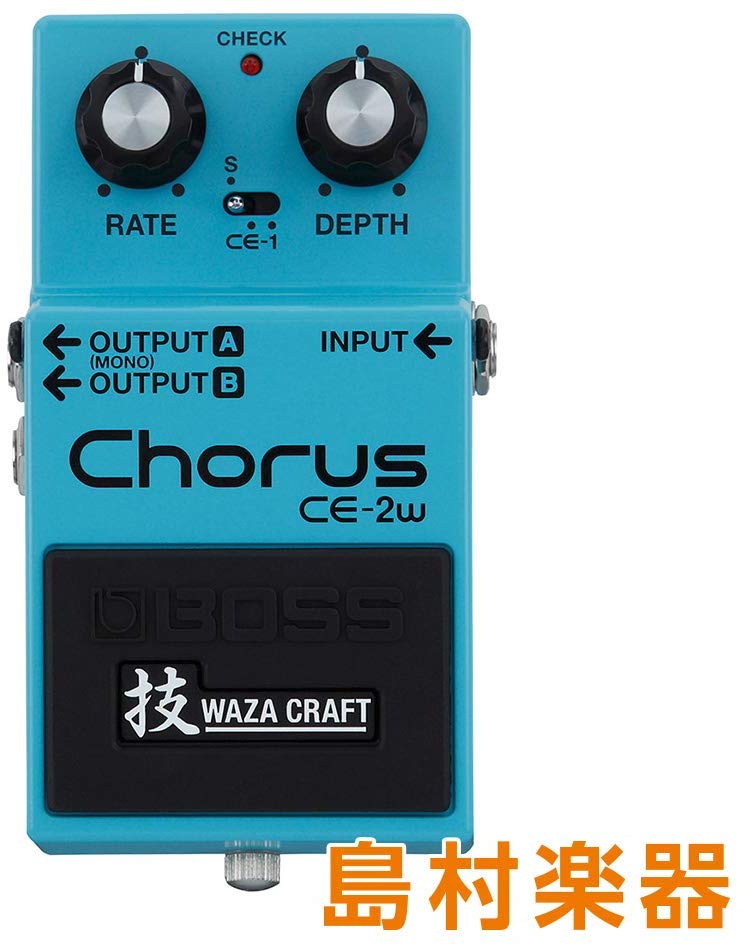 CHECK
S
RATE
DEPTH
CE-1
OUTPUT A
(MONO)
OUTPUT B
INPUT
Chorus
CE-2w
BOSS
技 WAZA CRAFT
島村楽器